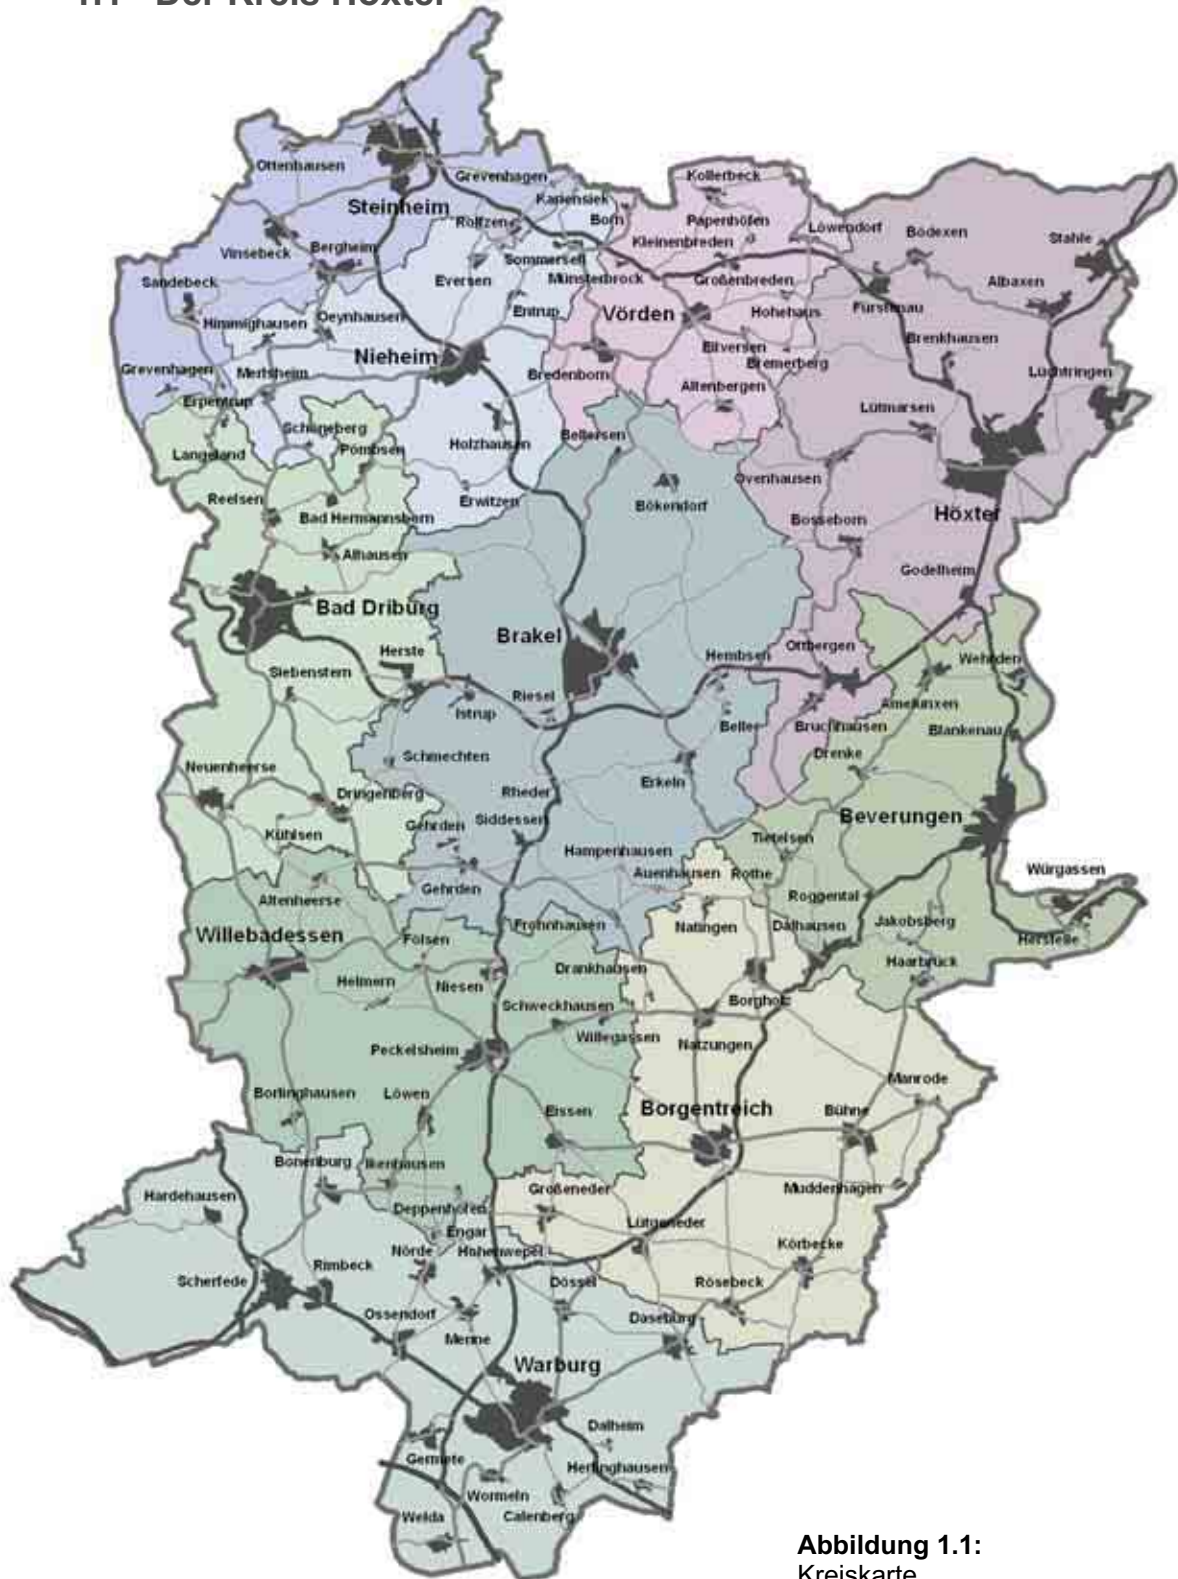 1.1 Der Kreis Höxter
Ottenhausen
Grevenhagen
Kollerbeck
Kariensiek
Steinheim
Rolfzen
Born
Papenhöfen
Löwendorf
Bödexen
Stahle
Vinsebeck
Bergheim
Kleinenbreden
Sommersell
Sandebeck
Eversen
Münsterbrock
Großenbreden
Albaxen
Himmighausen
Oeynhausen
Entrup
Vörden
Hohehaus
Fürstenau
Nieheim
Eilversen
Brenkhausen
Grevenhagen
Merlsheim
Bredenborn
Bremerberg
Lüchtringen
Erpentrup
Altenbergen
Lütmarsen
Schöneberg
Langeland
Pömbsen
Holzhausen
Bellersen
Ovenhausen
Reelsen
Erwitzen
Bökendorf
Bad Hermannsborn
Bosseborn
Höxter
Alhausen
Godelheim
Bad Driburg
Brakel
Herste
Hembsen
Ottbergen
Wehrden
Siebenstern
Riesel
Istrup
Amelunxen
Beller
Bruchhausen
Blankenau
Schmechten
Drenke
Neuenheerse
Erkeln
Dringenberg
Rheder
Beverungen
Gehrden
Siddessen
Kühlsen
Tietelsen
Hampenhausen
Auenhausen
Rothe
Würgassen
Gehrden
Altenheerse
Roggental
Frohnhausen
Natingen
Dalhausen
Jakobsberg
Willebadessen
Fölsen
Herstelle
Drankhausen
Haarbrück
Helmern
Niesen
Borgholz
Schweckhausen
Willegassen
Natzungen
Peckelsheim
Manrode
Borlinghausen
Löwen
Eissen
Borgentreich
Bühne
Bonenburg
Ikenhausen
Hardehausen
Großeneder
Muddenhagen
Deppenhöfen
Lütgeneder
Engar
Körbecke
Nörde
Hohenwepel
Scherfede
Rimbeck
Dössel
Rösebeck
Ossendorf
Daseburg
Menne
Warburg
Dalheim
Germete
Herlinghausen
Wormeln
Welda
Calenberg
Abbildung 1.1:
Kreiskarte